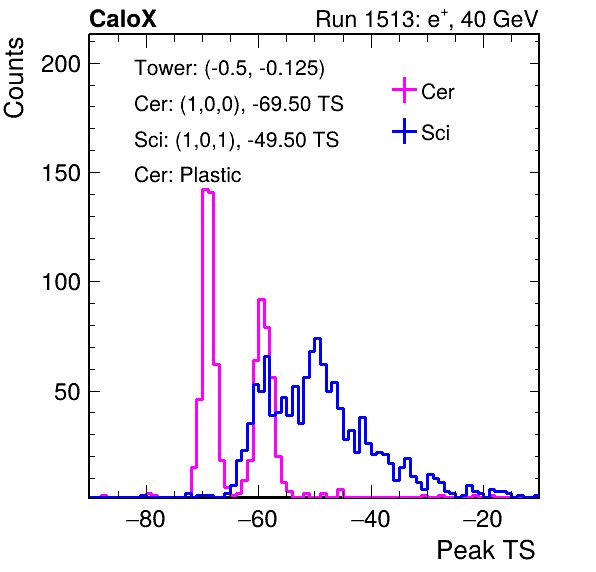 CaloX
Run 1513: e+, 40 GeV
Counts
Tower: (-0.5, -0.125)
Cer: (1,0,0), -69.50 TS
Sci: (1,0,1), -49.50 TS
Cer: Plastic
Cer
Sci
200
150
100
50
−80
−60
−40
−20
Peak TS